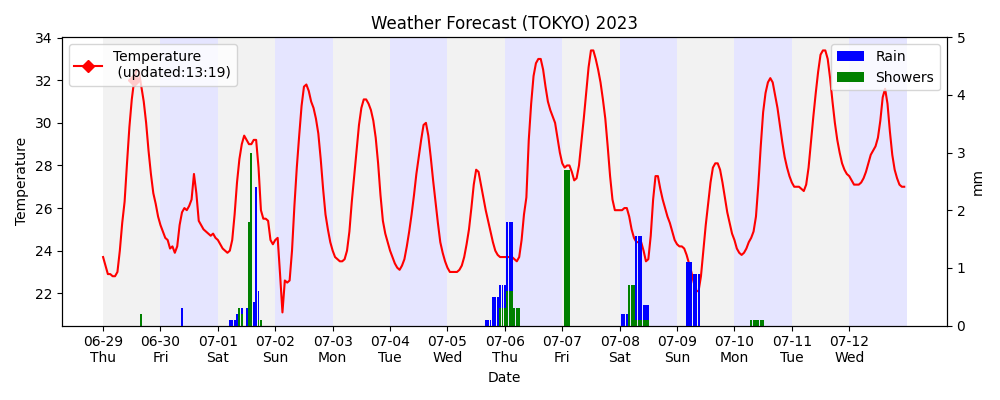 Weather Forecast (TOKYO) 2023
Temperature
(updated:13:19)
Rain
Showers
34
32
30
28
26
24
22
Temperature
5
4
3
2
1
0
mm
06-29 06-30 07-01 07-02 07-03 07-04 07-05 07-06 07-07 07-08 07-09 07-10 07-11 07-12
Thu Fri Sat Sun Mon Tue Wed Thu Fri Sat Sun Mon Tue Wed
Date